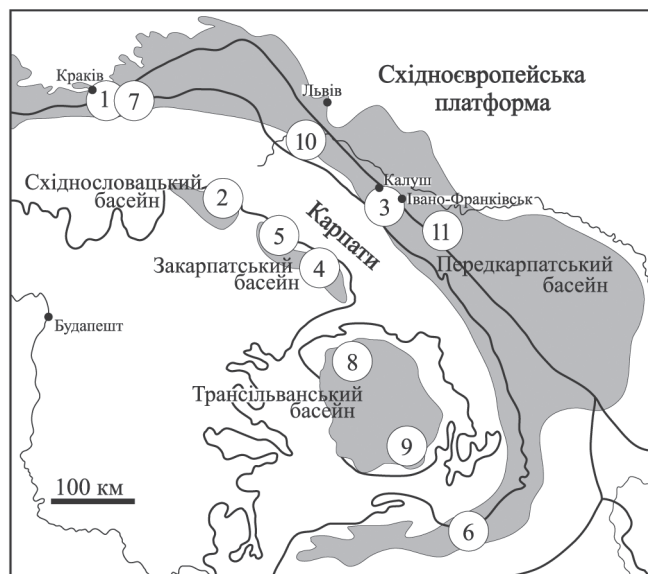 Краків
1
7
Львів
Східноєвропейська
платформа
10
Калуш
Східнословацький
басейн
2
3
Івано-Франківськ
Карпати
5
11
Закарпатський
басейн
4
Передкарпатський
басейн
Будапешт
8
Трансільванський
басейн
9
100 км
6